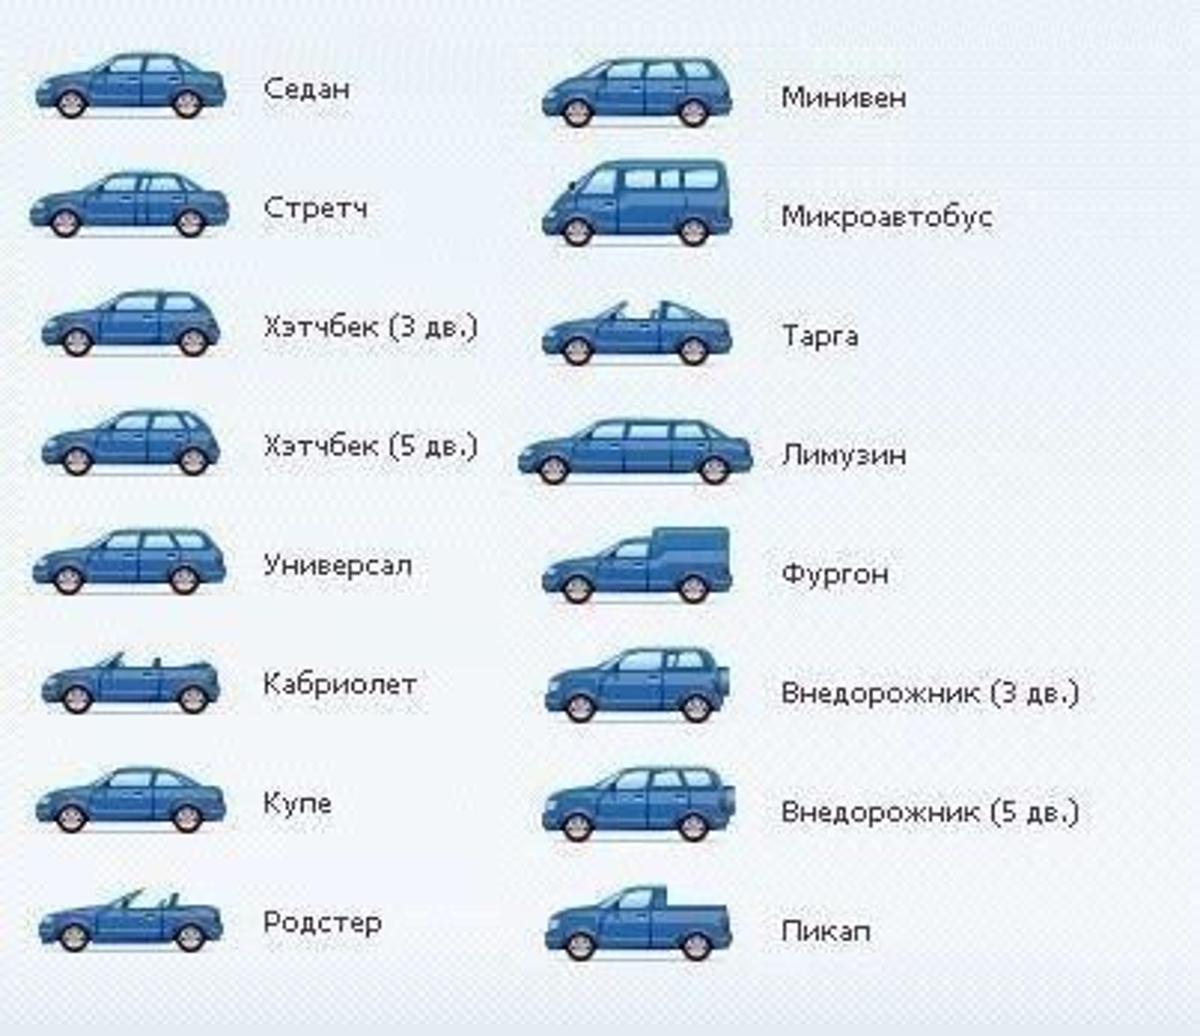 Седан
Стретч
Хэтчбек (3 дв.)
Хэтчбек (5 дв.)
Универсал
Кабриолет
Купе
Родстер
Минивен
Микроавтобус
Тарга
Лимузин
Фургон
Внедорожник (3 дв.)
Внедорожник (5 дв.)
Пикап